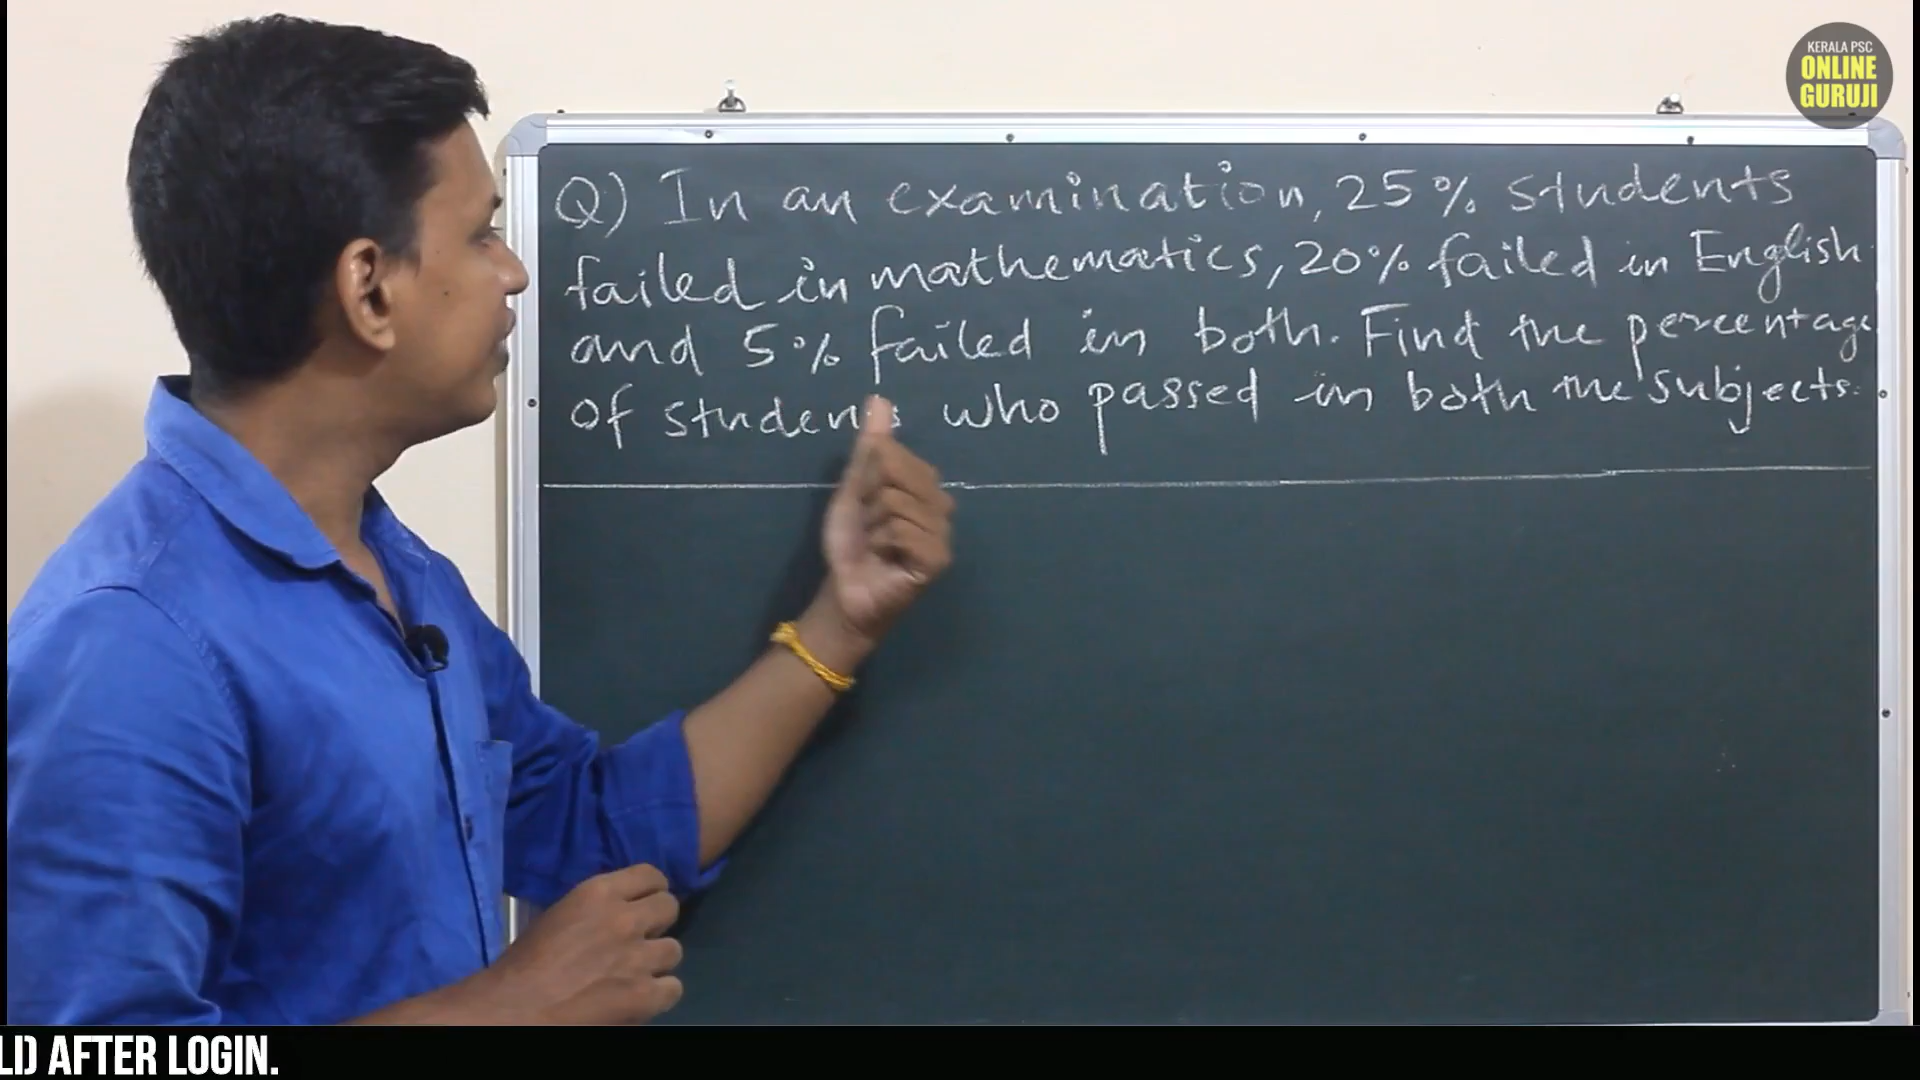 KERALA PSC
ONLINE
GURUJI
Q) In an examination, 25% students
failed in mathematics, 20% failed in English
and 5% failed in both. Find the percentage
of students who passed in both the subjects.
AFTER LOGIN.